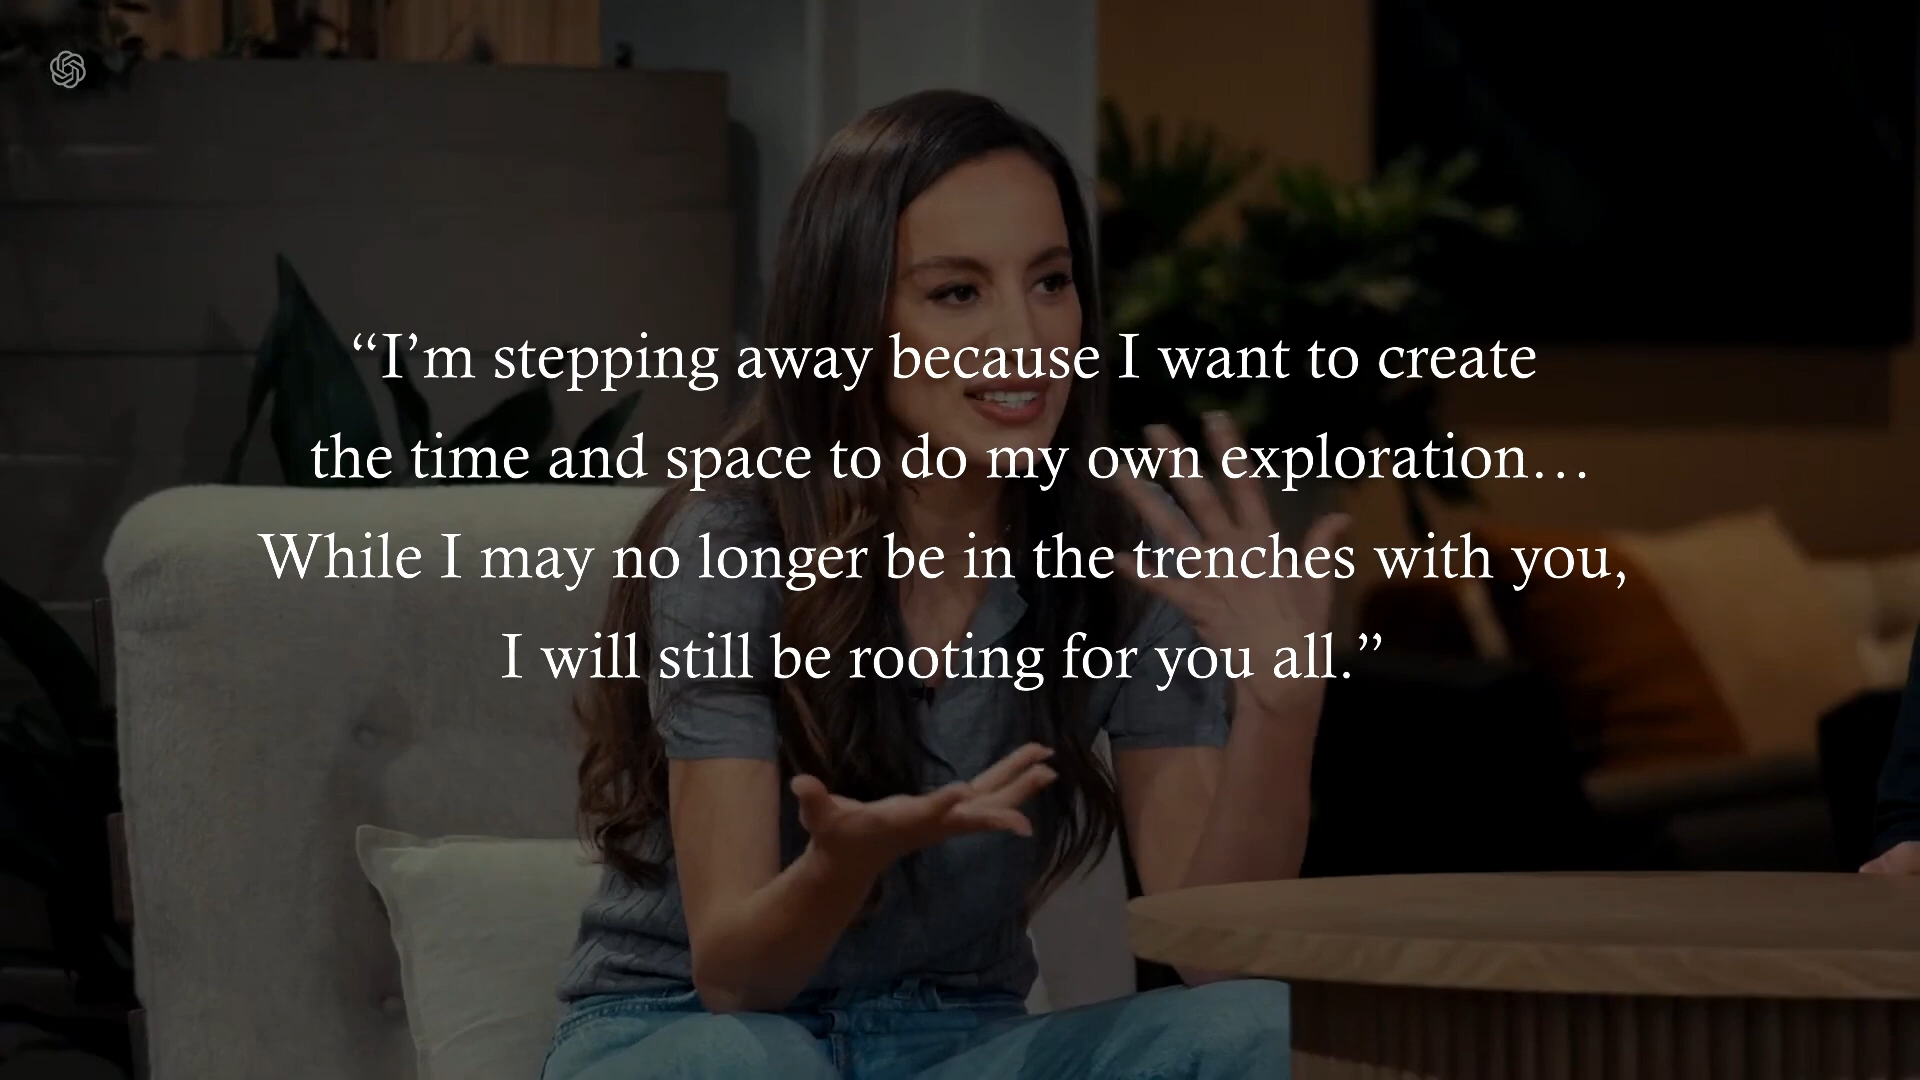 “I’m stepping away because I want to create
the time and space to do my own exploration…
While I may no longer be in the trenches with you,
I will still be rooting for you all.”